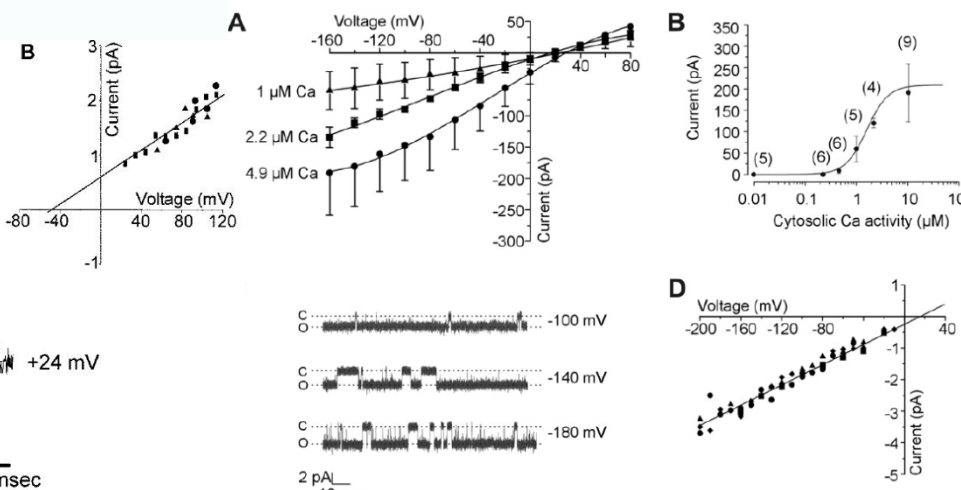 B
3
2
1
-1
Current (pA)
Voltage (mV)
-80
-40
40
80
120
A
Voltage (mV)
-160
-120
-80
-40
40
80
50
-100
-150
-200
-250
-300
Current (pA)
1 µM Ca
2.2 µM Ca
4.9 µM Ca
B
Current (pA)
350
300
250
200
150
100
50
0
(5)
(6)
(6)
(5)
(4)
(9)
0.01
0.1
1
10
Cytosolic Ca activity (µM)
+24 mV
nsec
C
O
-100 mV
C
O
-140 mV
C
O
-180 mV
2 pA
D
Voltage (mV)
-200
-160
-120
-80
40
1
-1
-2
-3
-4
-5
Current (pA)